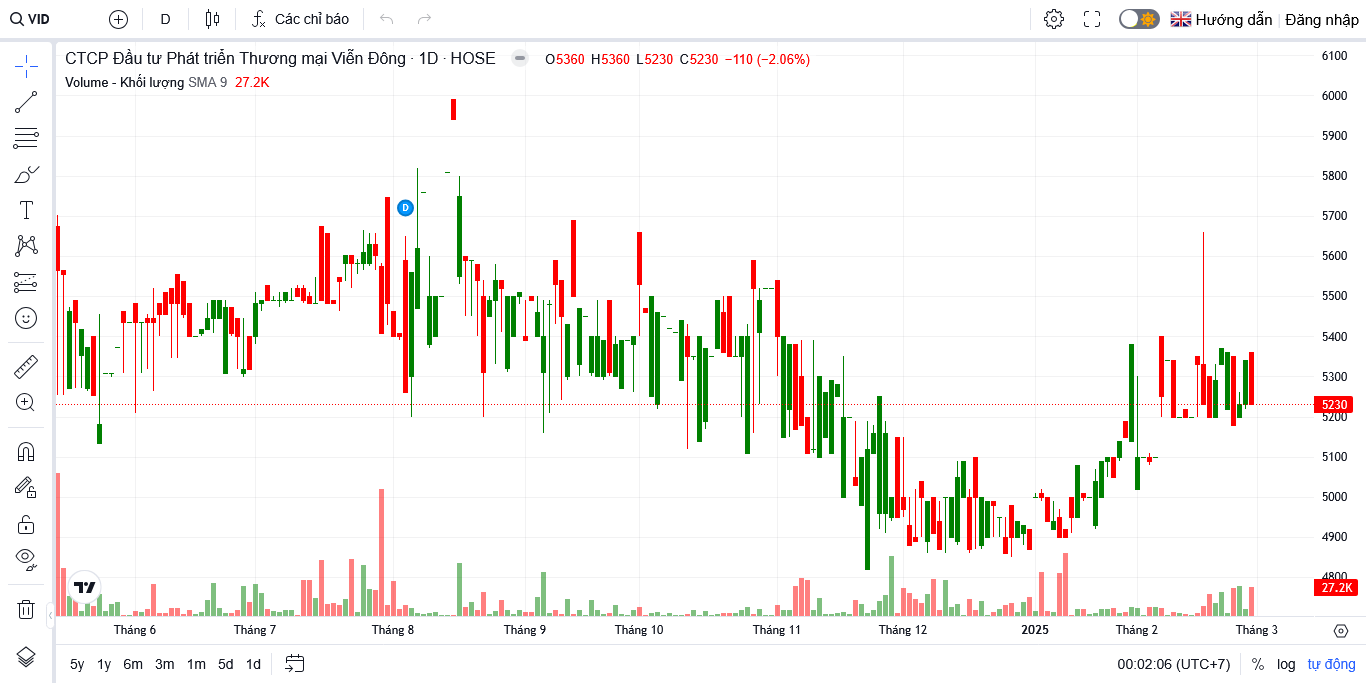 VID D Các chỉ báo Hướng dẫn Đăng nhập
CTCP Đầu tư Phát triển Thương mại Viễn Đông · 1D · HOSE O5360 H5360 L5230 C5230 −110 (−2.06%)
Volume - Khối lượng SMA 9 27.2K
D
6100
6000
5900
5800
5700
5600
5500
5400
5300
5230
5200
5100
5000
4900
4800
27.2K
Tháng 6 Tháng 7 Tháng 8 Tháng 9 Tháng 10 Tháng 11 Tháng 12 2025 Tháng 2 Tháng 3
5y 1y 6m 3m 1m 5d 1d 00:02:06 (UTC+7) % log tự động